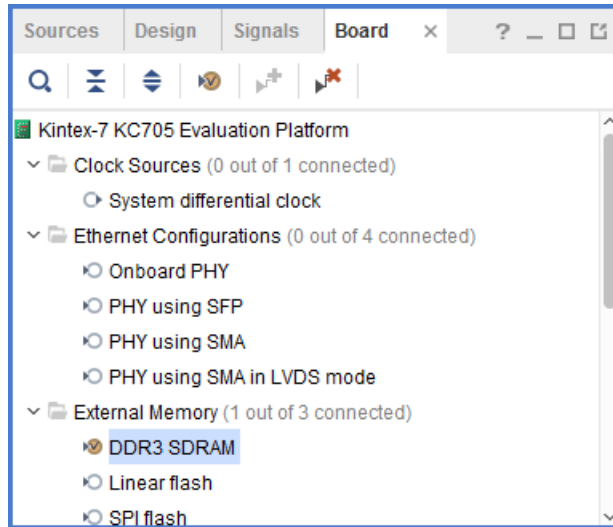 Sources Design Signals Board × ?
Kintex-7 KC705 Evaluation Platform
Clock Sources (0 out of 1 connected)
System differential clock
Ethernet Configurations (0 out of 4 connected)
Onboard PHY
PHY using SFP
PHY using SMA
PHY using SMA in LVDS mode
External Memory (1 out of 3 connected)
DDR3 SDRAM
Linear flash
SPI flash